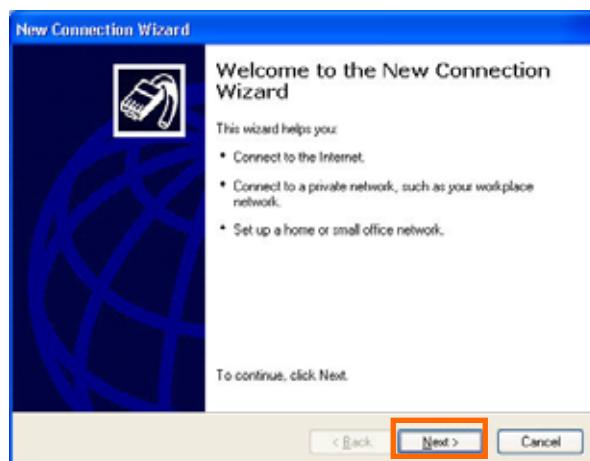 New Connection Wizard
Welcome to the New Connection
Wizard
This wizard helps you:
• Connect to the Internet.
• Connect to a private network, such as your workplace
network.
• Set up a home or small office network.
To continue, click Next.
< Back
Next >
Cancel